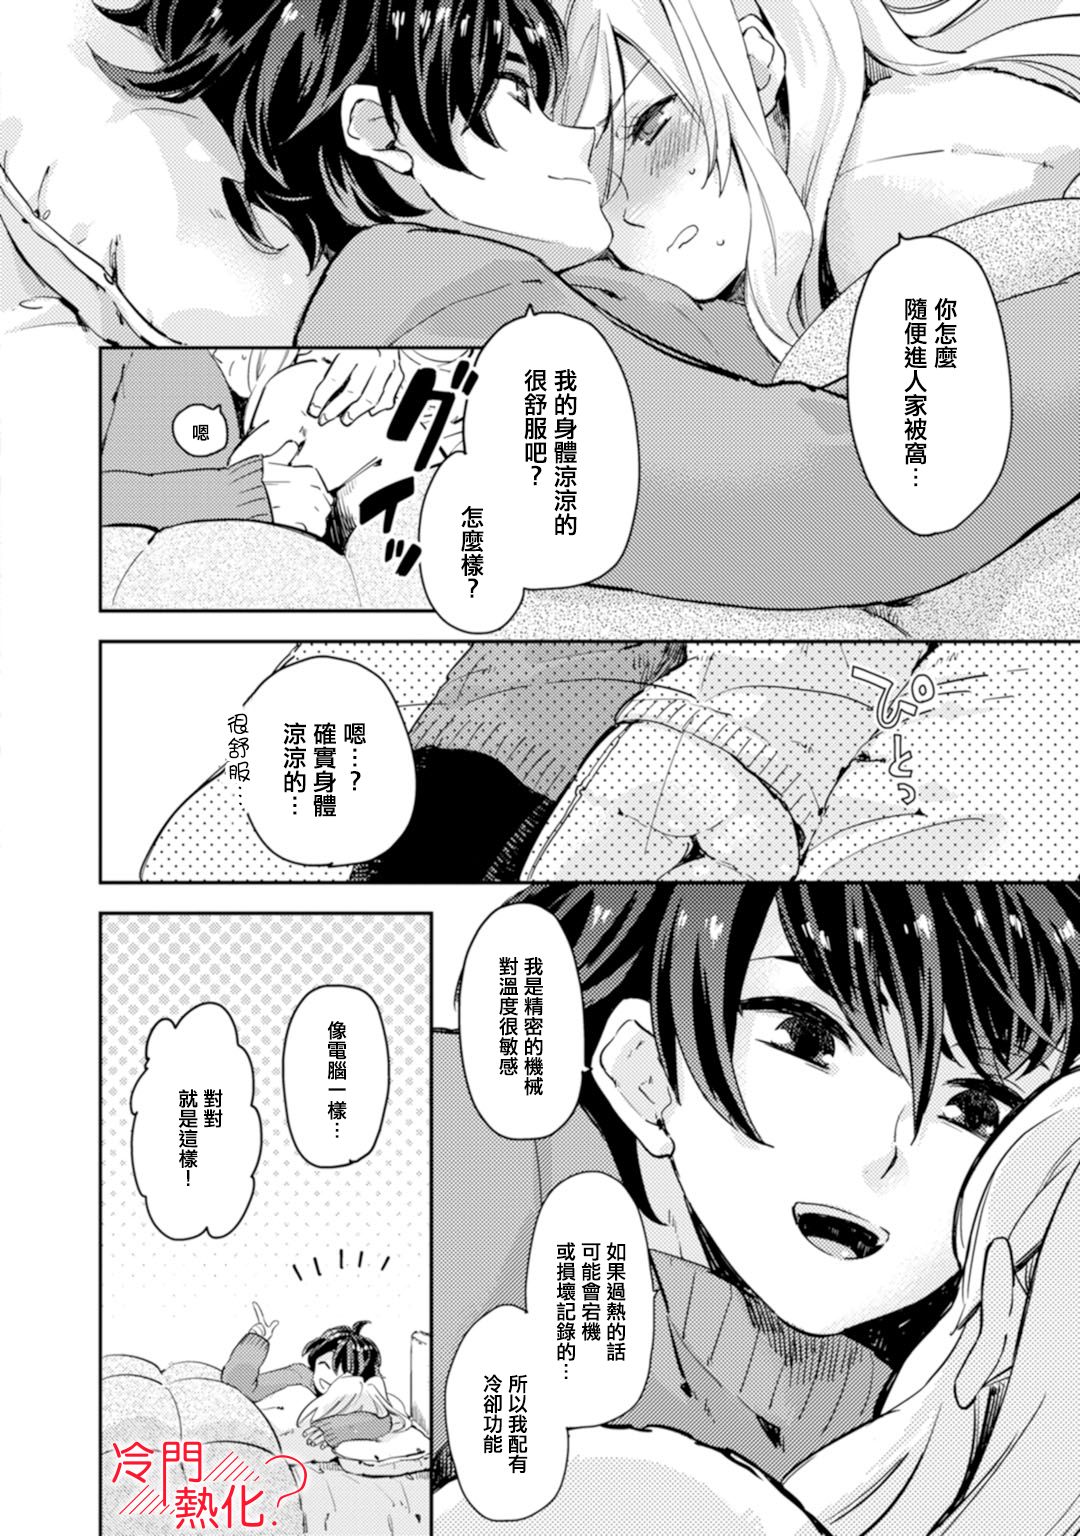 你怎麼
隨便進人家被窩…
我的身體涼涼的
很舒服吧？
怎麼樣？
グイ
嗯
ぴとっ
嗯…？
確實身體
涼涼的…
很舒服…
我是精密的機械
對溫度很敏感
如果過熱的話
可能會宕機
或損壞記錄的…
所以我配有
冷卻功能
像電腦一樣…
對對
就是這樣！
冷門
熱化？